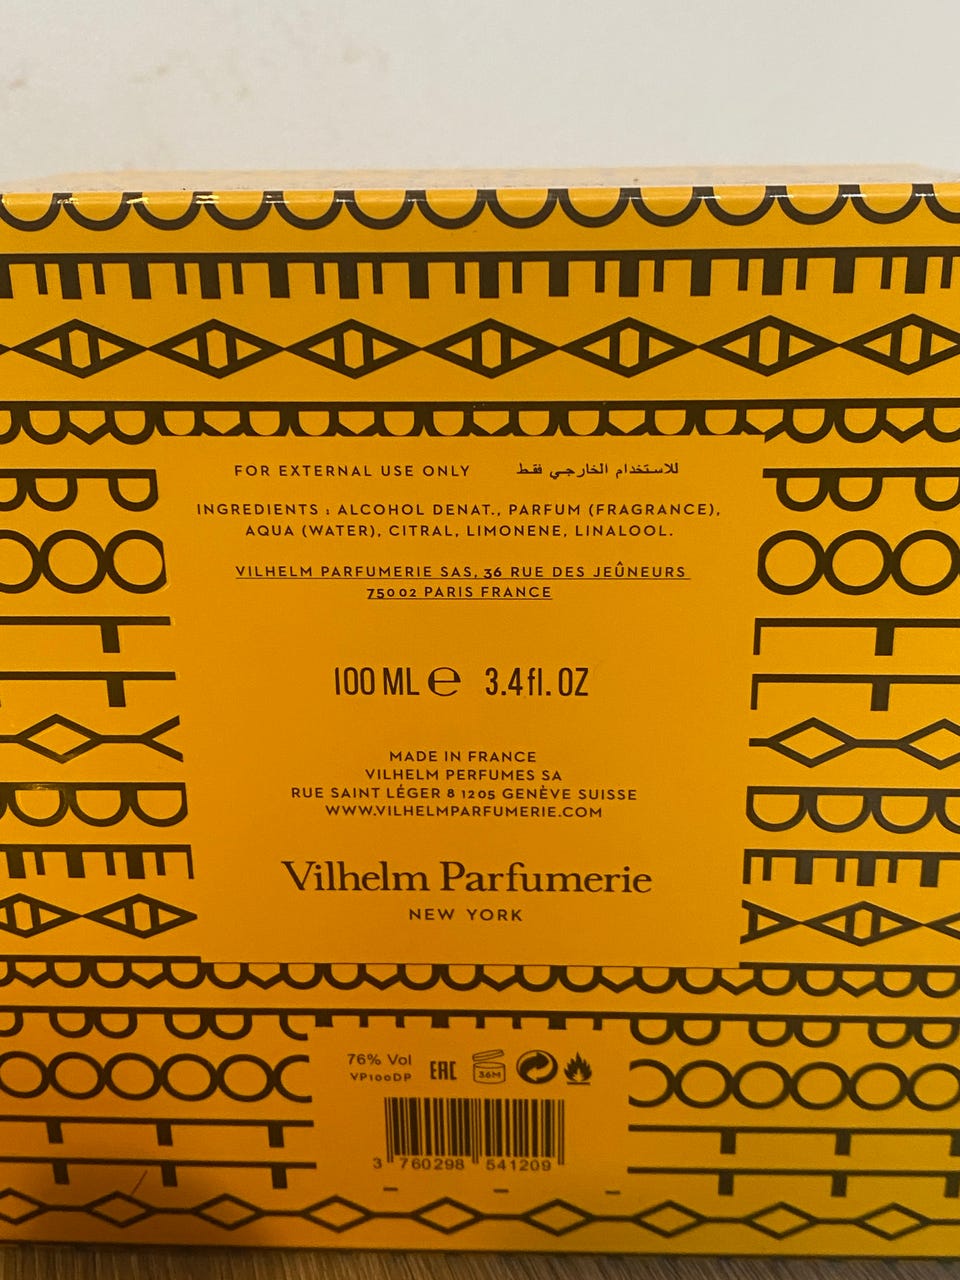 FOR EXTERNAL USE ONLY للاستخدام الخارجي فقط
INGREDIENTS : ALCOHOL DENAT., PARFUM (FRAGRANCE),
AQUA (WATER), CITRAL, LIMONENE, LINALOOL.
VILHELM PARFUMERIE SAS, 36 RUE DES JEÛNEURS
75002 PARIS FRANCE
100 ML ℮ 3.4 fl. OZ
MADE IN FRANCE
VILHELM PERFUMES SA
RUE SAINT LÉGER 8 1205 GENÈVE SUISSE
WWW.VILHELMPARFUMERIE.COM
Vilhelm Parfumerie
NEW YORK
76% Vol
VP100DP
EAC
36M
3 760298 541209